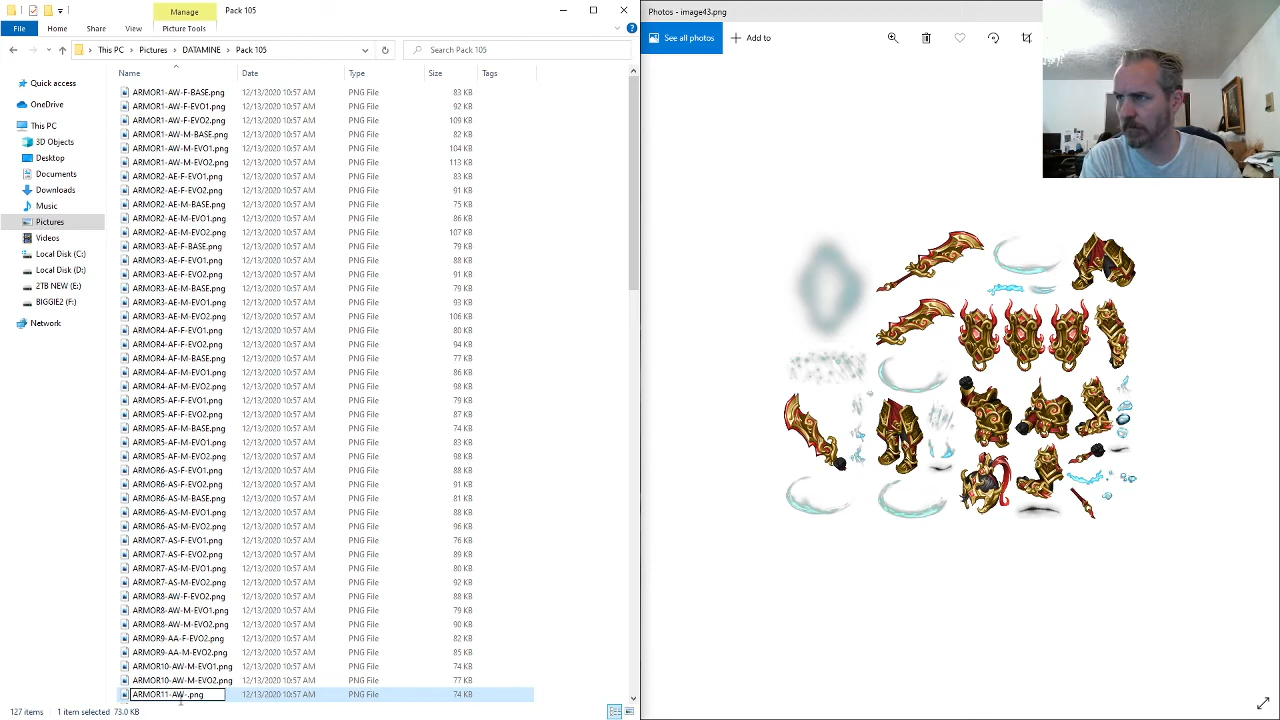 Manage
Pack 105
File
Home
Share
View
Picture Tools
This PC
Pictures
DATAMINE
Pack 105
Search Pack 105
Name
Date
Type
Size
Tags
Quick access
OneDrive
This PC
3D Objects
Desktop
Documents
Downloads
Music
Pictures
Videos
Local Disk (C:)
Local Disk (D:)
2TB NEW (E:)
BIGGIE2 (F:)
Network
ARMOR1-AW-F-BASE.png 12/13/2020 10:57 AM PNG File 83 KB
ARMOR1-AW-F-EVO1.png 12/13/2020 10:57 AM PNG File 92 KB
ARMOR1-AW-F-EVO2.png 12/13/2020 10:57 AM PNG File 109 KB
ARMOR1-AW-M-BASE.png 12/13/2020 10:57 AM PNG File 82 KB
ARMOR1-AW-M-EVO1.png 12/13/2020 10:57 AM PNG File 104 KB
ARMOR1-AW-M-EVO2.png 12/13/2020 10:57 AM PNG File 113 KB
ARMOR2-AE-F-EVO1.png 12/13/2020 10:57 AM PNG File 83 KB
ARMOR2-AE-F-EVO2.png 12/13/2020 10:57 AM PNG File 91 KB
ARMOR2-AE-M-BASE.png 12/13/2020 10:57 AM PNG File 75 KB
ARMOR2-AE-M-EVO1.png 12/13/2020 10:57 AM PNG File 83 KB
ARMOR2-AE-M-EVO2.png 12/13/2020 10:57 AM PNG File 107 KB
ARMOR3-AE-F-BASE.png 12/13/2020 10:57 AM PNG File 79 KB
ARMOR3-AE-F-EVO1.png 12/13/2020 10:57 AM PNG File 88 KB
ARMOR3-AE-F-EVO2.png 12/13/2020 10:57 AM PNG File 91 KB
ARMOR3-AE-M-BASE.png 12/13/2020 10:57 AM PNG File 79 KB
ARMOR3-AE-M-EVO1.png 12/13/2020 10:57 AM PNG File 93 KB
ARMOR3-AE-M-EVO2.png 12/13/2020 10:57 AM PNG File 106 KB
ARMOR4-AF-F-EVO1.png 12/13/2020 10:57 AM PNG File 80 KB
ARMOR4-AF-F-EVO2.png 12/13/2020 10:57 AM PNG File 94 KB
ARMOR4-AF-M-BASE.png 12/13/2020 10:57 AM PNG File 77 KB
ARMOR4-AF-M-EVO1.png 12/13/2020 10:57 AM PNG File 86 KB
ARMOR4-AF-M-EVO2.png 12/13/2020 10:57 AM PNG File 98 KB
ARMOR5-AF-F-EVO1.png 12/13/2020 10:57 AM PNG File 82 KB
ARMOR5-AF-F-EVO2.png 12/13/2020 10:57 AM PNG File 87 KB
ARMOR5-AF-M-BASE.png 12/13/2020 10:57 AM PNG File 74 KB
ARMOR5-AF-M-EVO1.png 12/13/2020 10:57 AM PNG File 83 KB
ARMOR5-AF-M-EVO2.png 12/13/2020 10:57 AM PNG File 98 KB
ARMOR6-AS-F-EVO1.png 12/13/2020 10:57 AM PNG File 88 KB
ARMOR6-AS-F-EVO2.png 12/13/2020 10:57 AM PNG File 91 KB
ARMOR6-AS-M-BASE.png 12/13/2020 10:57 AM PNG File 81 KB
ARMOR6-AS-M-EVO1.png 12/13/2020 10:57 AM PNG File 88 KB
ARMOR6-AS-M-EVO2.png 12/13/2020 10:57 AM PNG File 96 KB
ARMOR7-AS-F-EVO1.png 12/13/2020 10:57 AM PNG File 76 KB
ARMOR7-AS-F-EVO2.png 12/13/2020 10:57 AM PNG File 89 KB
ARMOR7-AS-M-EVO1.png 12/13/2020 10:57 AM PNG File 80 KB
ARMOR7-AS-M-EVO2.png 12/13/2020 10:57 AM PNG File 92 KB
ARMOR8-AW-F-EVO2.png 12/13/2020 10:57 AM PNG File 88 KB
ARMOR8-AW-M-EVO1.png 12/13/2020 10:57 AM PNG File 79 KB
ARMOR8-AW-M-EVO2.png 12/13/2020 10:57 AM PNG File 90 KB
ARMOR9-AA-F-EVO2.png 12/13/2020 10:57 AM PNG File 82 KB
ARMOR9-AA-M-EVO2.png 12/13/2020 10:57 AM PNG File 90 KB
ARMOR10-AW-M-EVO1.png 12/13/2020 10:57 AM PNG File 74 KB
ARMOR10-AW-M-EVO2.png 12/13/2020 10:57 AM PNG File 77 KB
ARMOR11-AW-.png 12/13/2020 10:57 AM PNG File 74 KB
127 items
1 item selected 73.0 KB
Photos - image43.png
See all photos
Add to